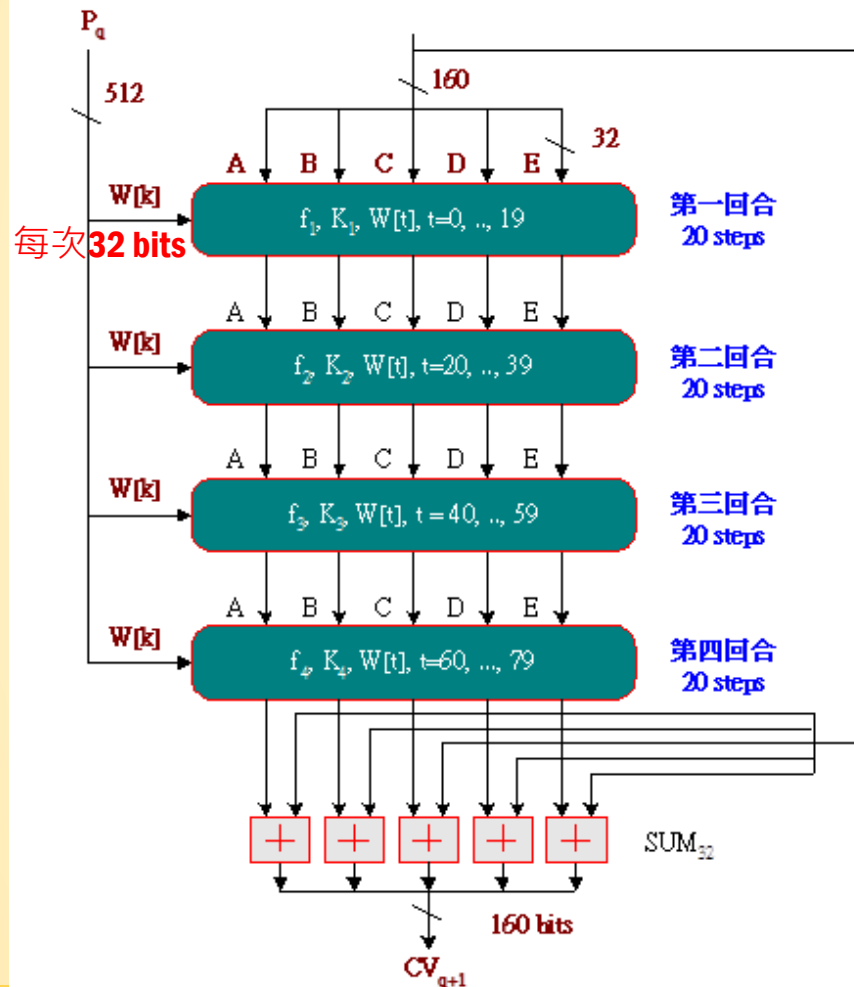 P_q
160
512
32
A B C D E
W[k]
f₁, K₁, W[t], t=0, .., 19
第一回合
20 steps
每次32 bits
A B C D E
W[k]
f₂, K₂, W[t], t=20, .., 39
第二回合
20 steps
A B C D E
W[k]
f₃, K₃, W[t], t = 40, .., 59
第三回合
20 steps
A B C D E
W[k]
f₄, K₄, W[t], t=60, ..., 79
第四回合
20 steps
+ + + + +
SUM₃₂
160 bits
CV_q+1